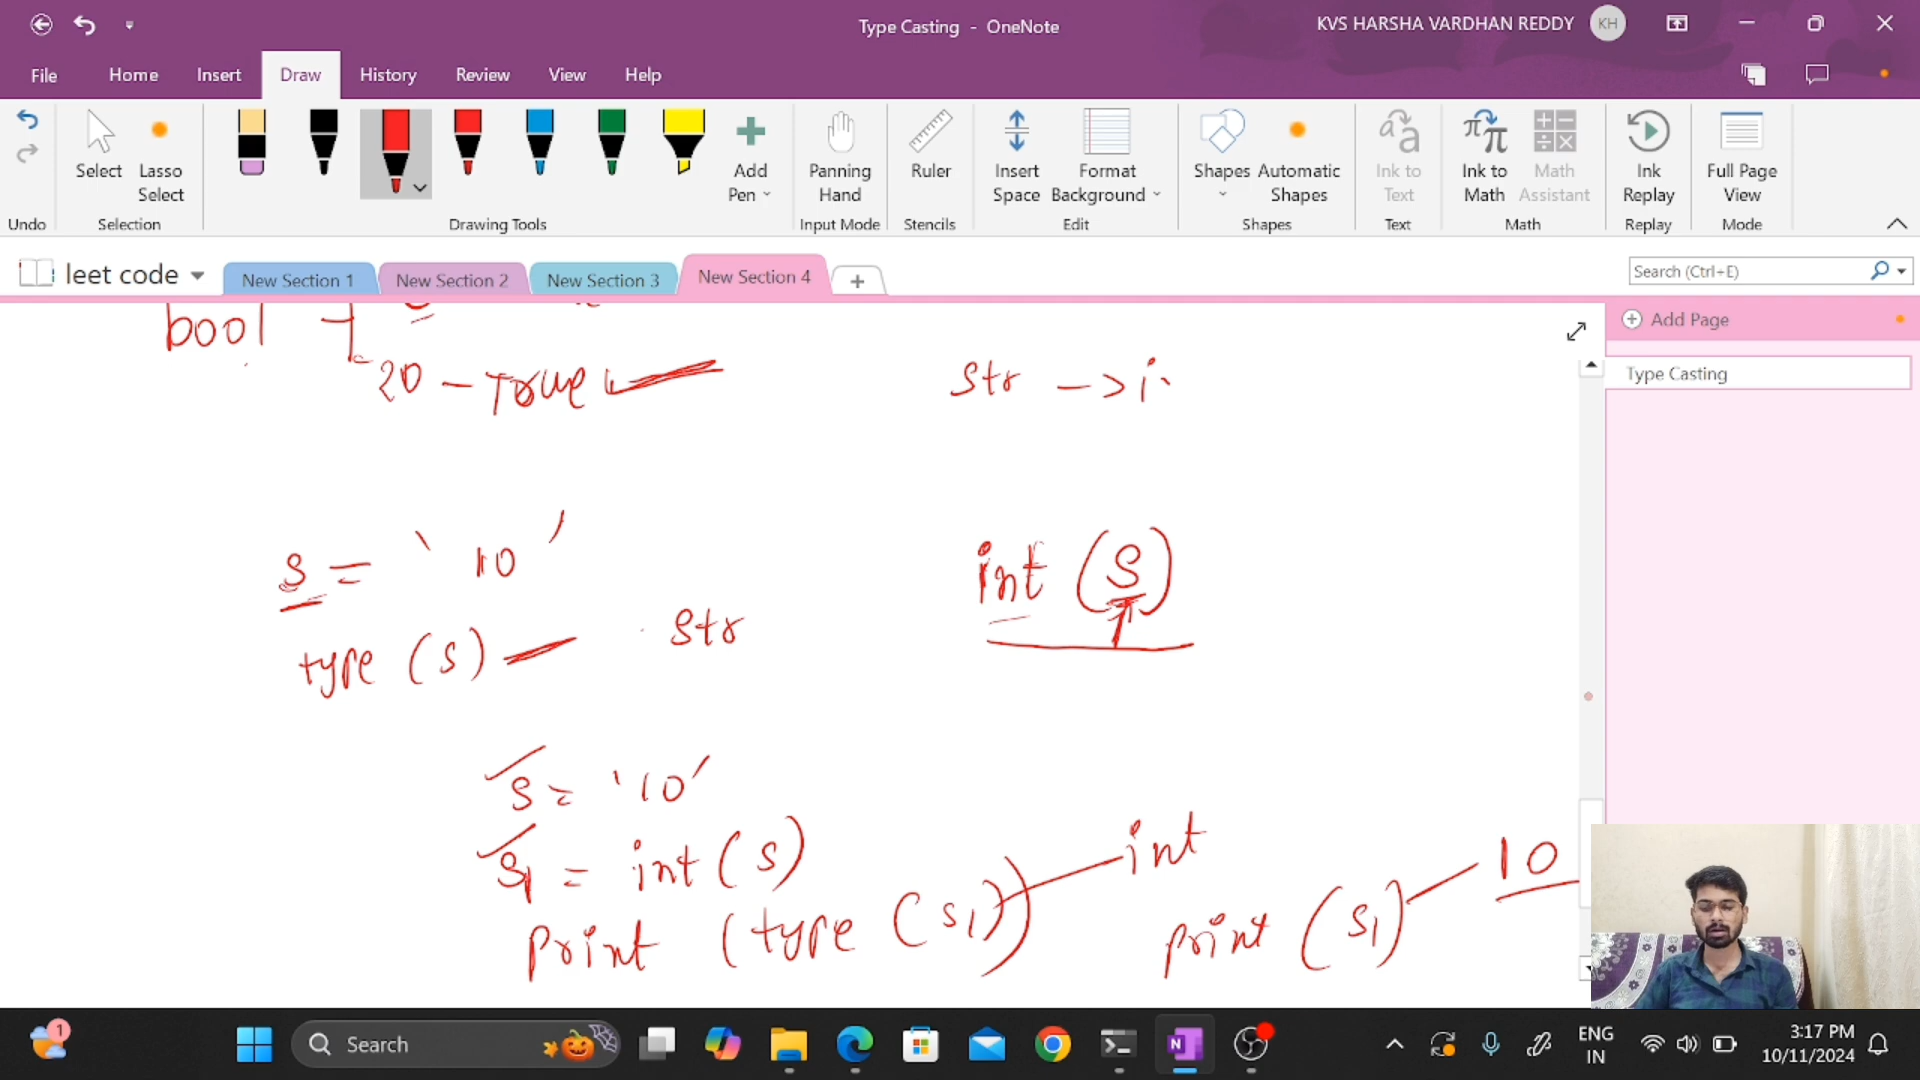 Type Casting - OneNote
KVS HARSHA VARDHAN REDDY
KH
File Home Insert Draw History Review View Help
Undo
Select
Lasso Select
Selection
Drawing Tools
Add Pen
Panning Hand
Input Mode
Ruler
Stencils
Insert Space
Format Background
Edit
Shapes
Automatic Shapes
Shapes
Ink to Text
Text
Ink to Math
Math Assistant
Math
Ink Replay
Replay
Full Page View
Mode
leet code
New Section 1
New Section 2
New Section 3
New Section 4
Search (Ctrl+E)
Add Page
Type Casting
bool
20 - True
str -> i
s = ' 10 '
int (s)
type (s) — str
s = '10'
s1 = int(s)
print (type (s1)) — int
print (s1) — 10
1
Search
ENG
IN
3:17 PM
10/11/2024